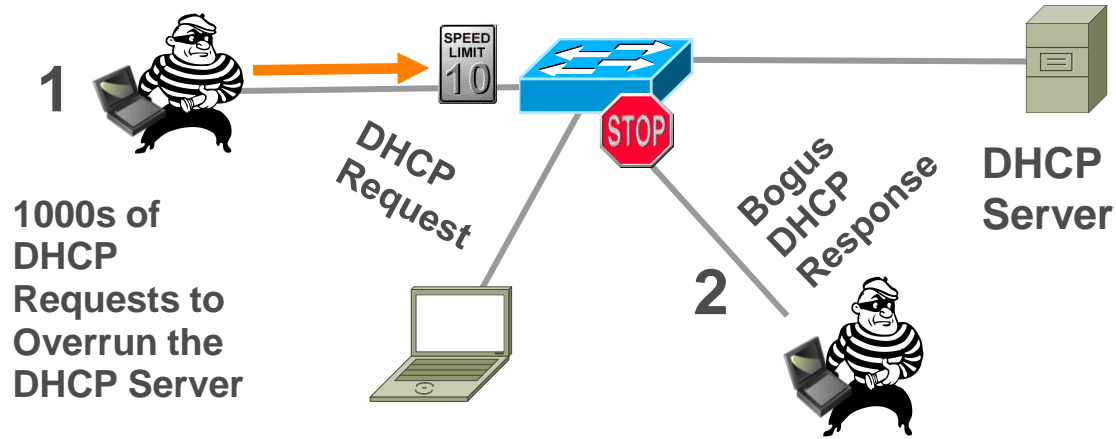 1
SPEED
LIMIT
10
STOP
DHCP
Request
Bogus
DHCP
Response
DHCP
Server
1000s of
DHCP
Requests to
Overrun the
DHCP Server
2